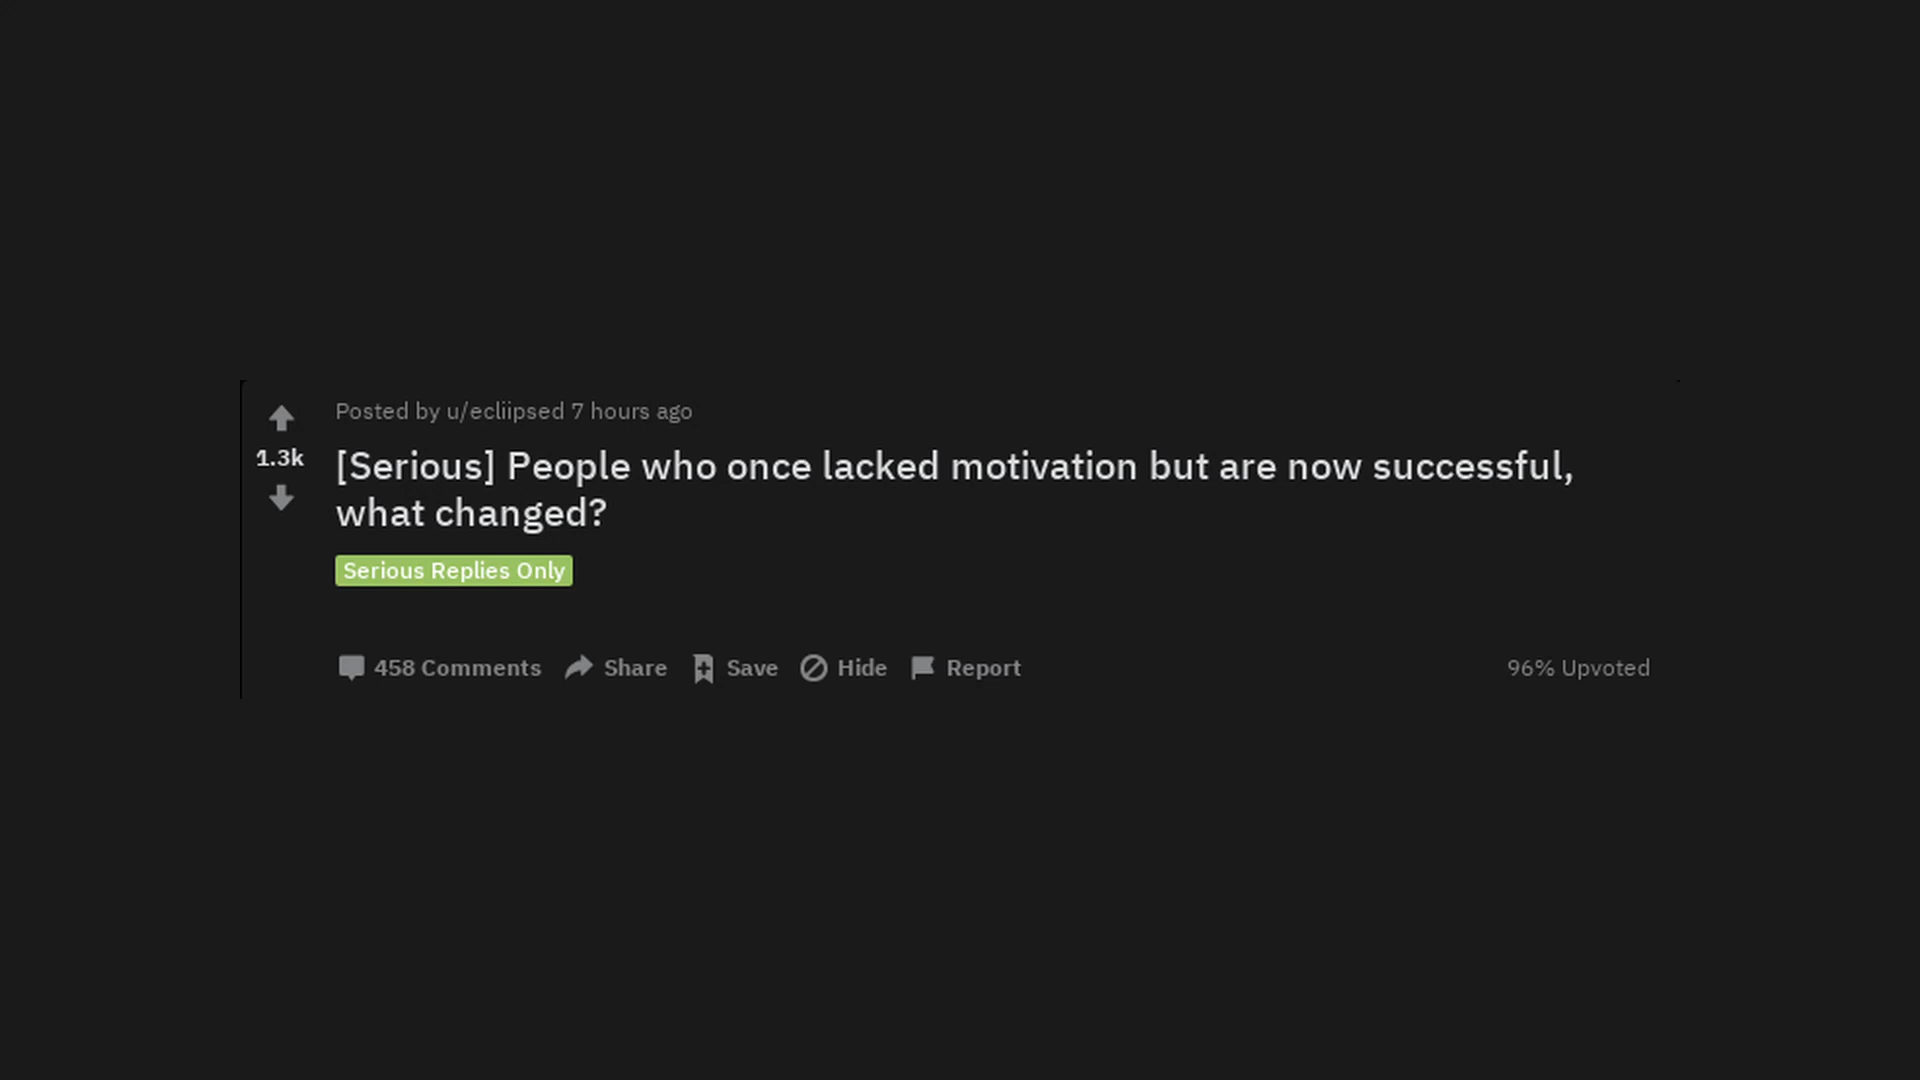 Posted by u/ecliipsed 7 hours ago
1.3k
[Serious] People who once lacked motivation but are now successful,
what changed?
Serious Replies Only
458 Comments Share Save Hide Report 96% Upvoted